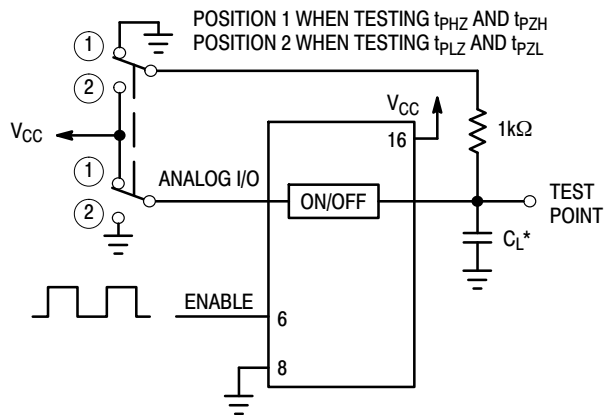 POSITION 1 WHEN TESTING tPHZ AND tPZH
POSITION 2 WHEN TESTING tPLZ AND tPZL
1
2
VCC
VCC
16
1kΩ
1
ANALOG I/O
ON/OFF
TEST
POINT
2
CL*
ENABLE
6
8